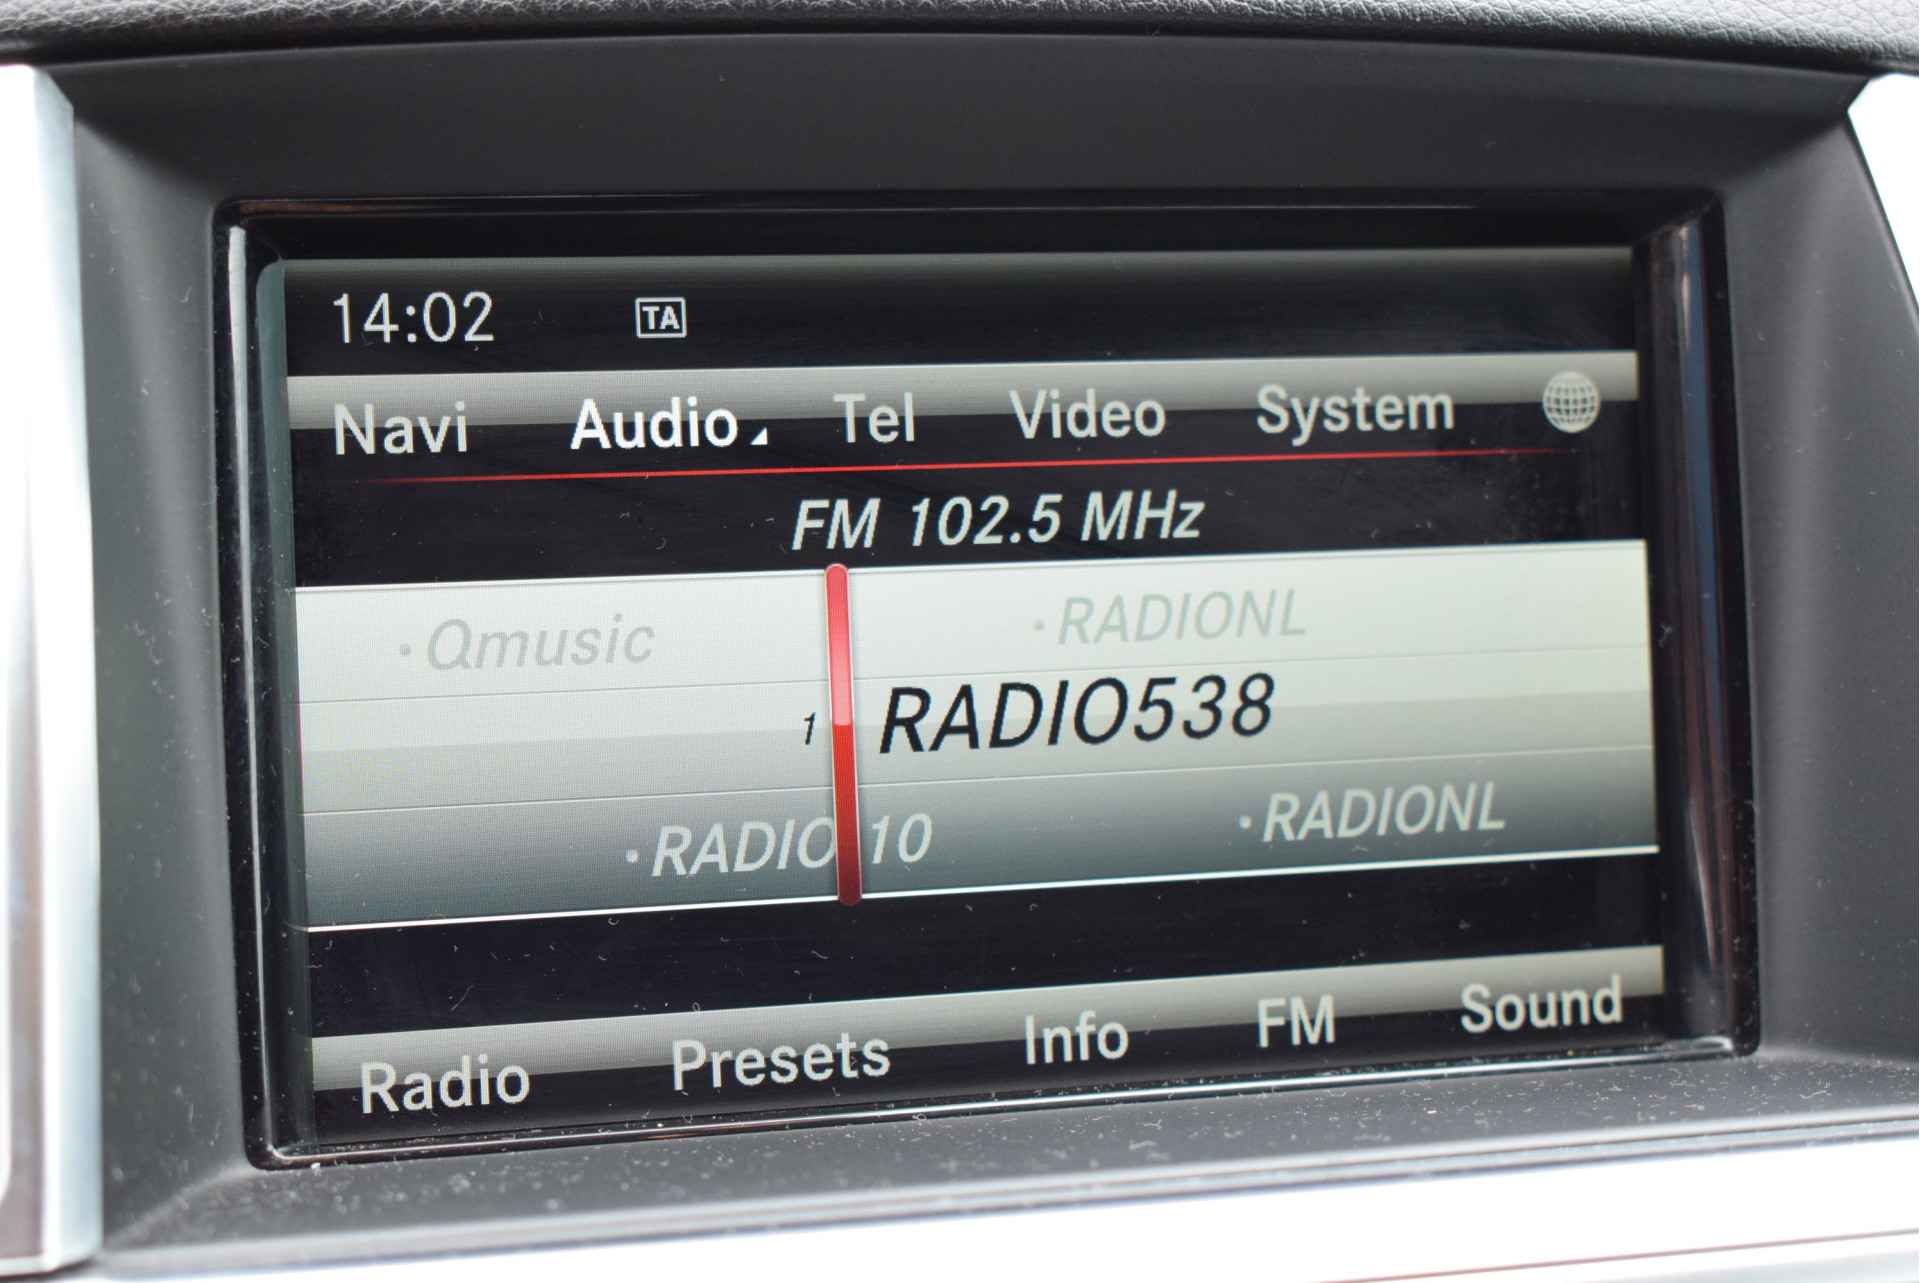 14:02 TA
Navi Audio Tel Video System
FM 102.5 MHz
· Qmusic · RADIONL
1 RADIO538
· RADIO 10 · RADIONL
Radio Presets Info FM Sound